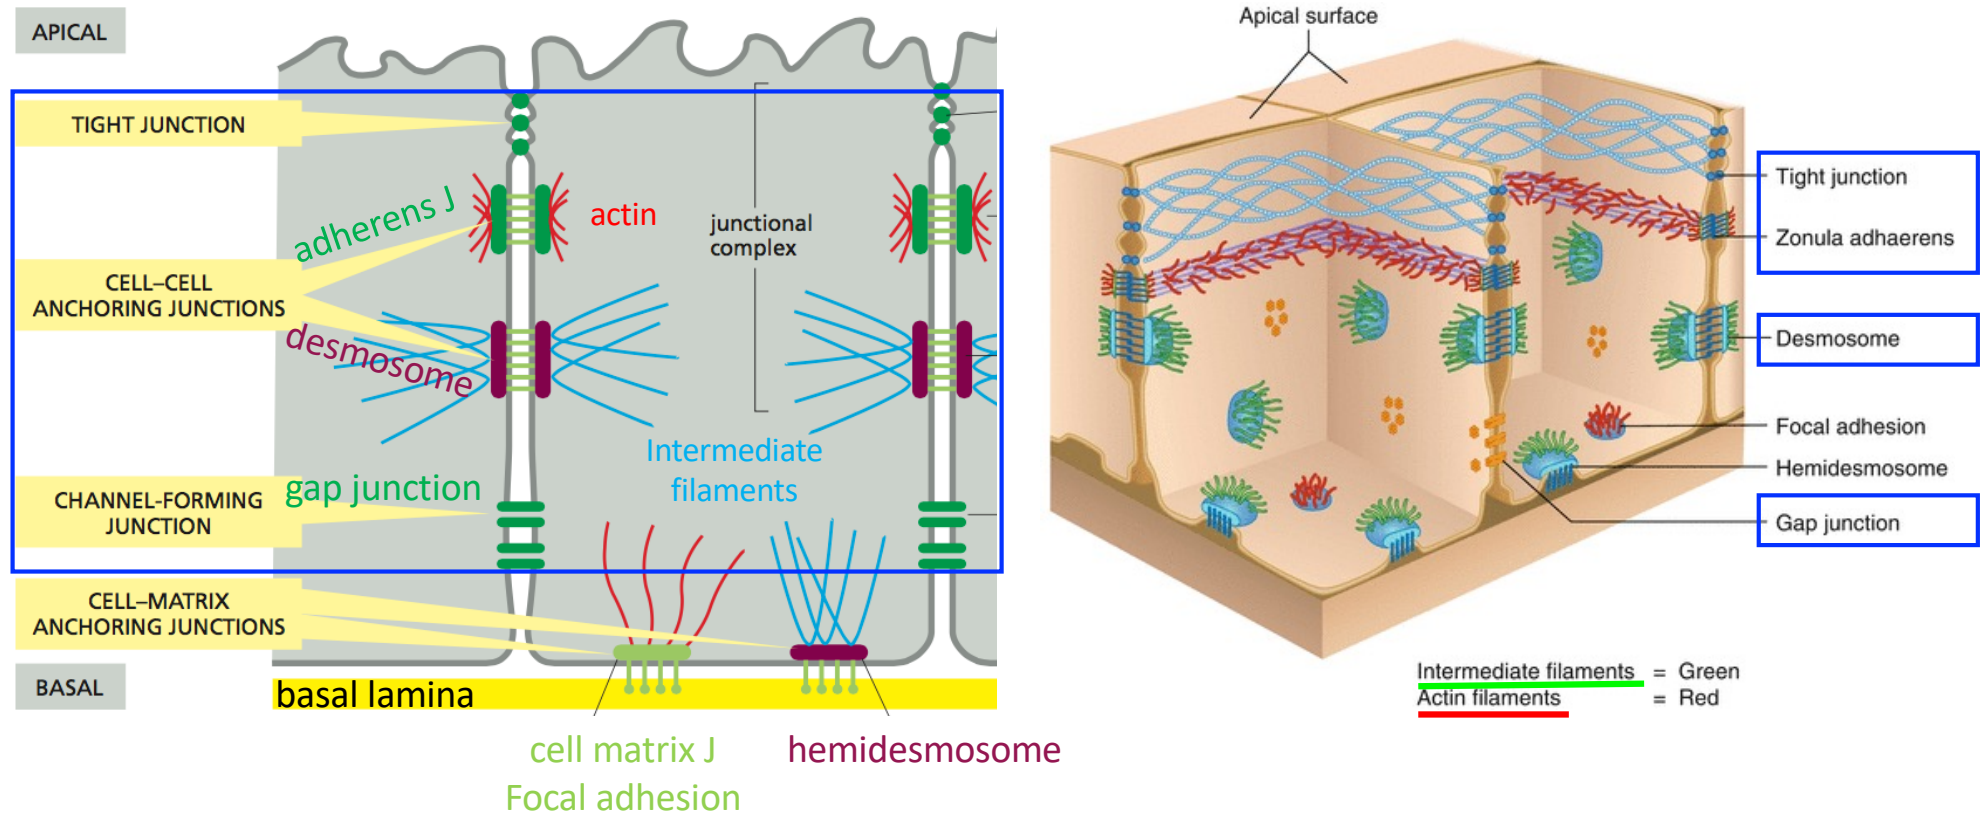 APICAL
TIGHT JUNCTION
adherens J
actin
junctional
complex
CELL–CELL
ANCHORING JUNCTIONS
desmosome
Intermediate
filaments
gap junction
CHANNEL-FORMING
JUNCTION
CELL–MATRIX
ANCHORING JUNCTIONS
BASAL
basal lamina
cell matrix J
Focal adhesion
hemidesmosome
Apical surface
Tight junction
Zonula adhaerens
Desmosome
Focal adhesion
Hemidesmosome
Gap junction
Intermediate filaments = Green
Actin filaments = Red